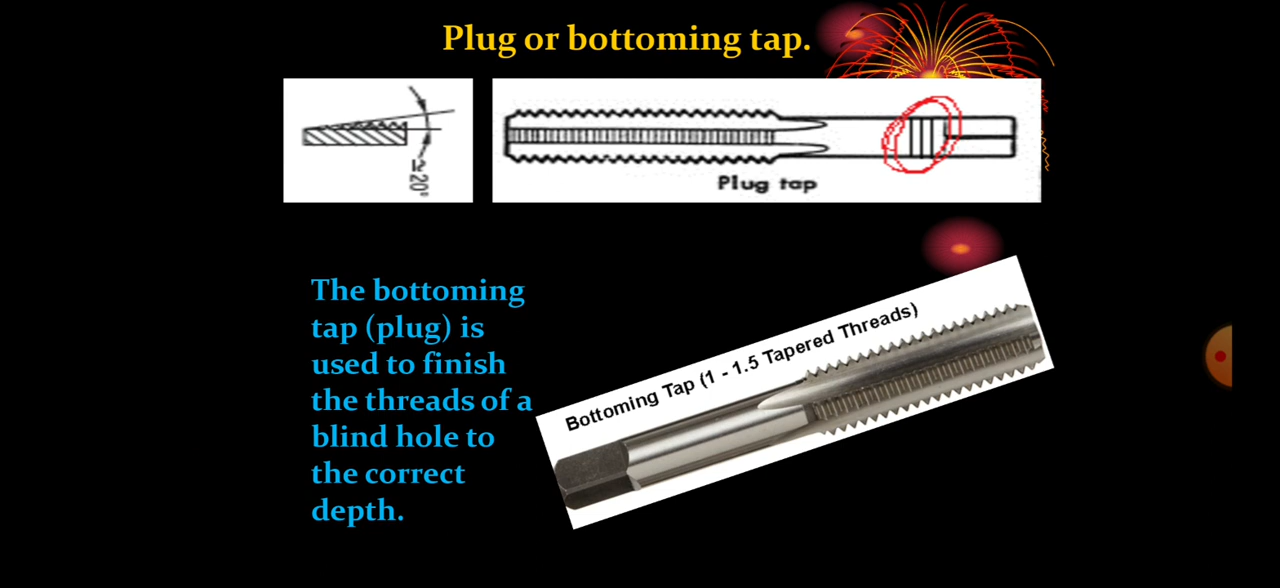 Plug or bottoming tap.
≥20°
Plug tap
The bottoming
tap (plug) is
used to finish
the threads of a
blind hole to
the correct
depth.
Bottoming Tap (1 - 1.5 Tapered Threads)